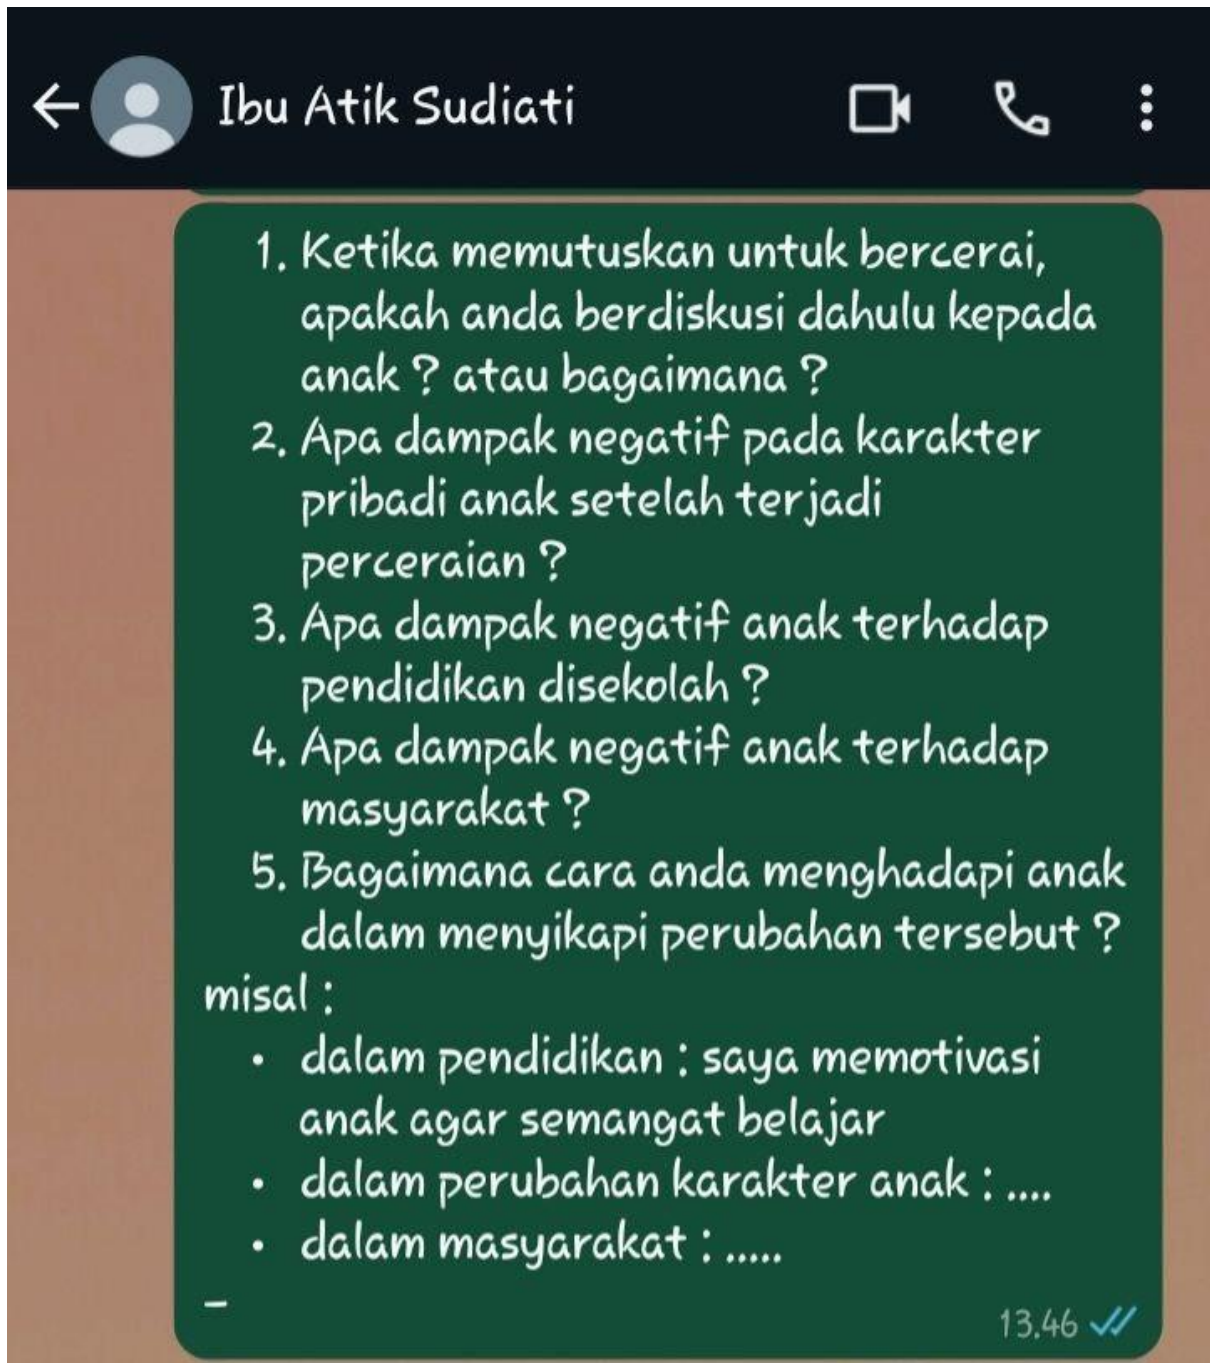 Ibu Atik Sudiati
1. Ketika memutuskan untuk bercerai,
apakah anda berdiskusi dahulu kepada
anak ? atau bagaimana ?
2. Apa dampak negatif pada karakter
pribadi anak setelah terjadi
perceraian ?
3. Apa dampak negatif anak terhadap
pendidikan disekolah ?
4. Apa dampak negatif anak terhadap
masyarakat ?
5. Bagaimana cara anda menghadapi anak
dalam menyikapi perubahan tersebut ?
misal :
• dalam pendidikan : saya memotivasi
anak agar semangat belajar
• dalam perubahan karakter anak : ....
• dalam masyarakat : .....
-
13.46